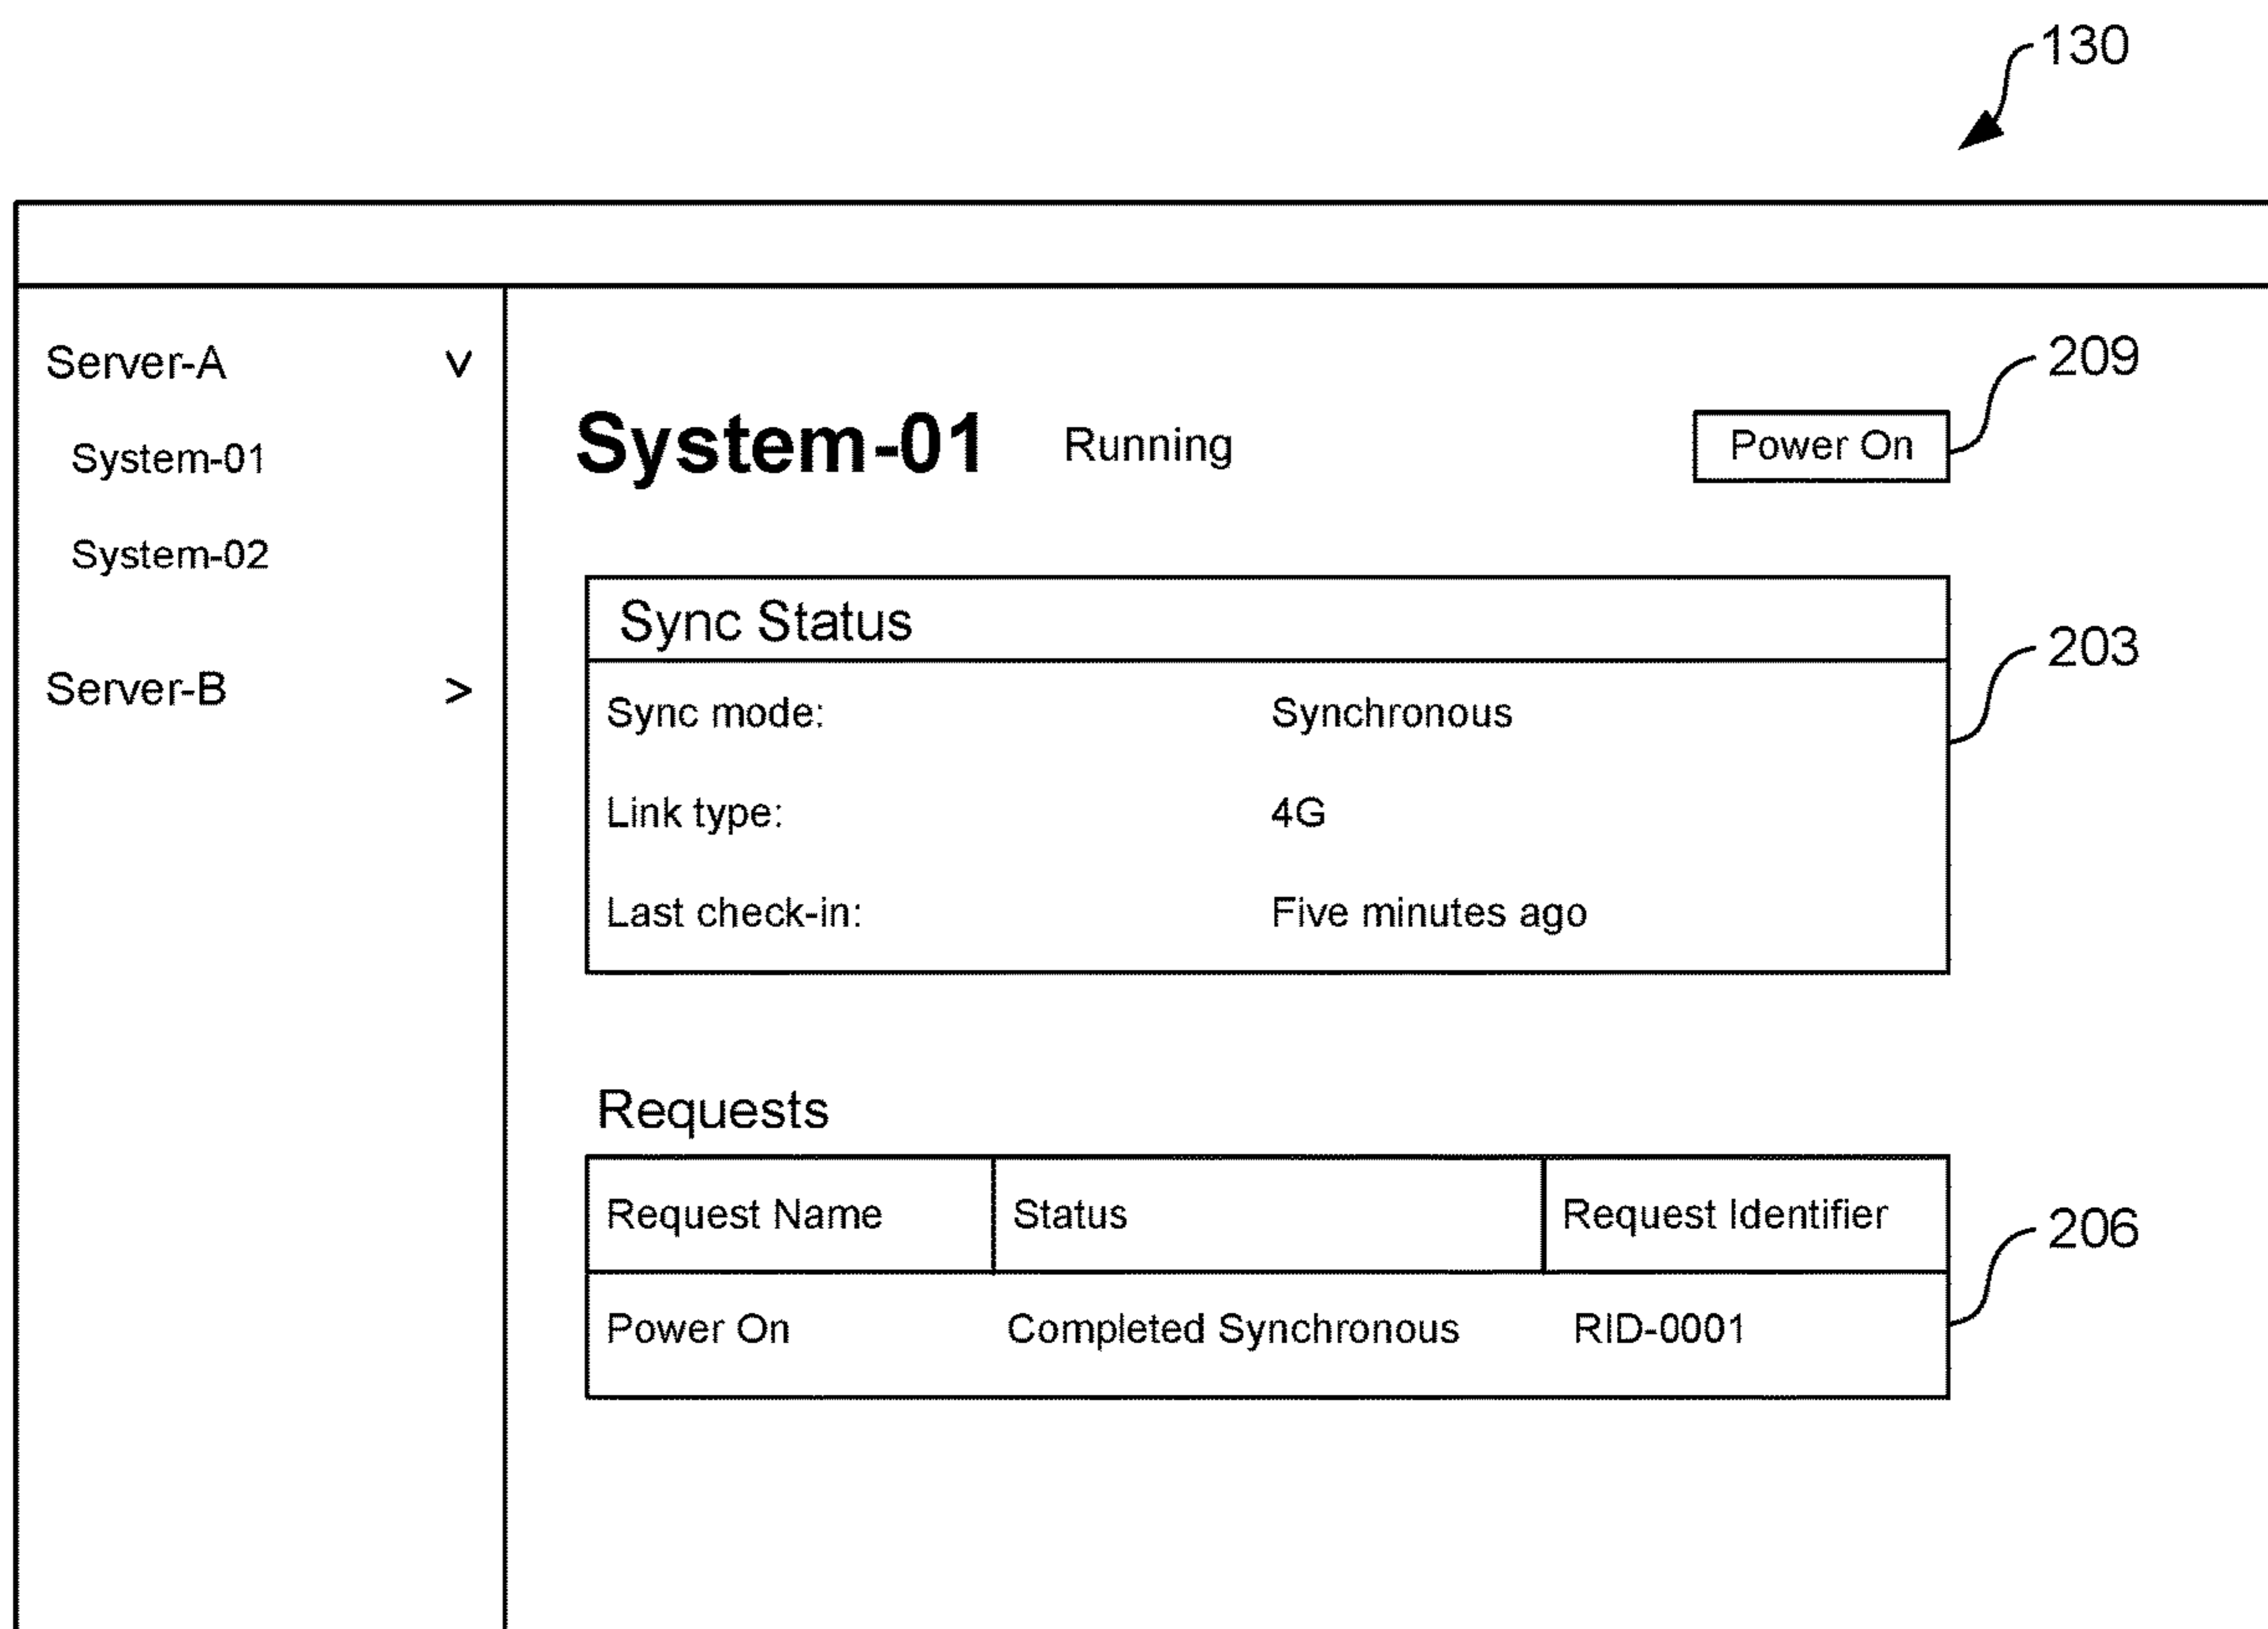 130
Server-A v
System-01
System-02
Server-B >
System-01 Running Power On 209
Sync Status
203
Sync mode: Synchronous
Link type: 4G
Last check-in: Five minutes ago
Requests
Request Name Status Request Identifier
206
Power On Completed Synchronous RID-0001